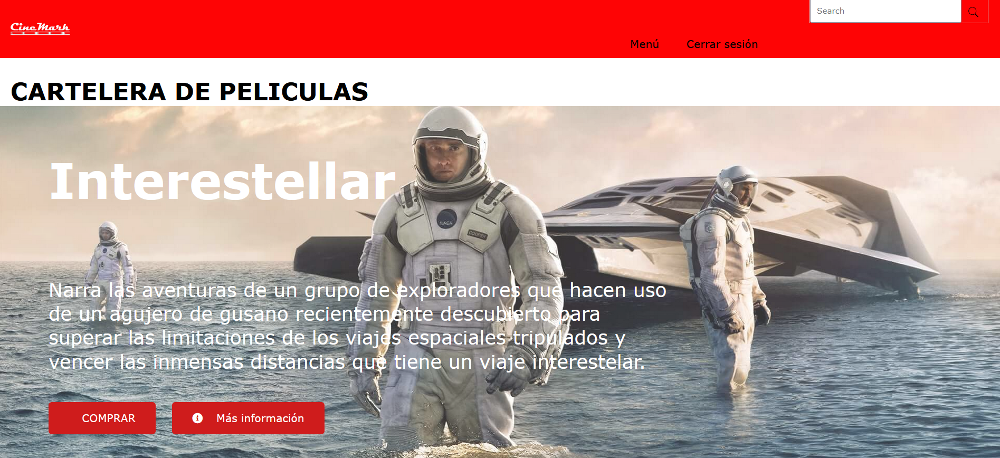 CineMark
Search
Menú
Cerrar sesión
CARTELERA DE PELICULAS
Interestellar
NASA
COOPER
Narra las aventuras de un grupo de exploradores que hacen uso
de un agujero de gusano recientemente descubierto para
superar las limitaciones de los viajes espaciales tripulados y
vencer las inmensas distancias que tiene un viaje interestelar.
COMPRAR
Más información